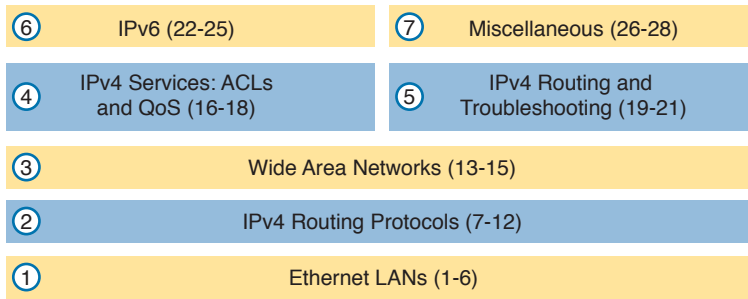 6 IPv6 (22-25)
7 Miscellaneous (26-28)
4 IPv4 Services: ACLs
and QoS (16-18)
5 IPv4 Routing and
Troubleshooting (19-21)
3 Wide Area Networks (13-15)
2 IPv4 Routing Protocols (7-12)
1 Ethernet LANs (1-6)